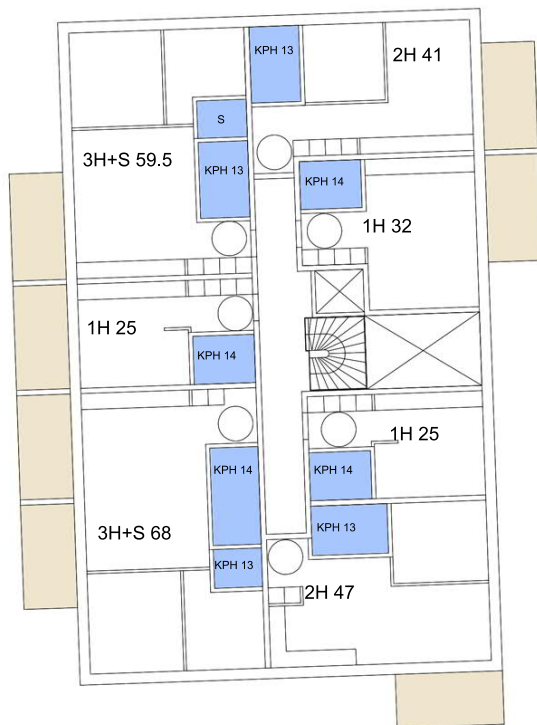 KPH 13
2H 41
S
3H+S 59.5
KPH 13
KPH 14
1H 32
1H 25
KPH 14
1H 25
KPH 14
KPH 14
3H+S 68
KPH 13
KPH 13
2H 47